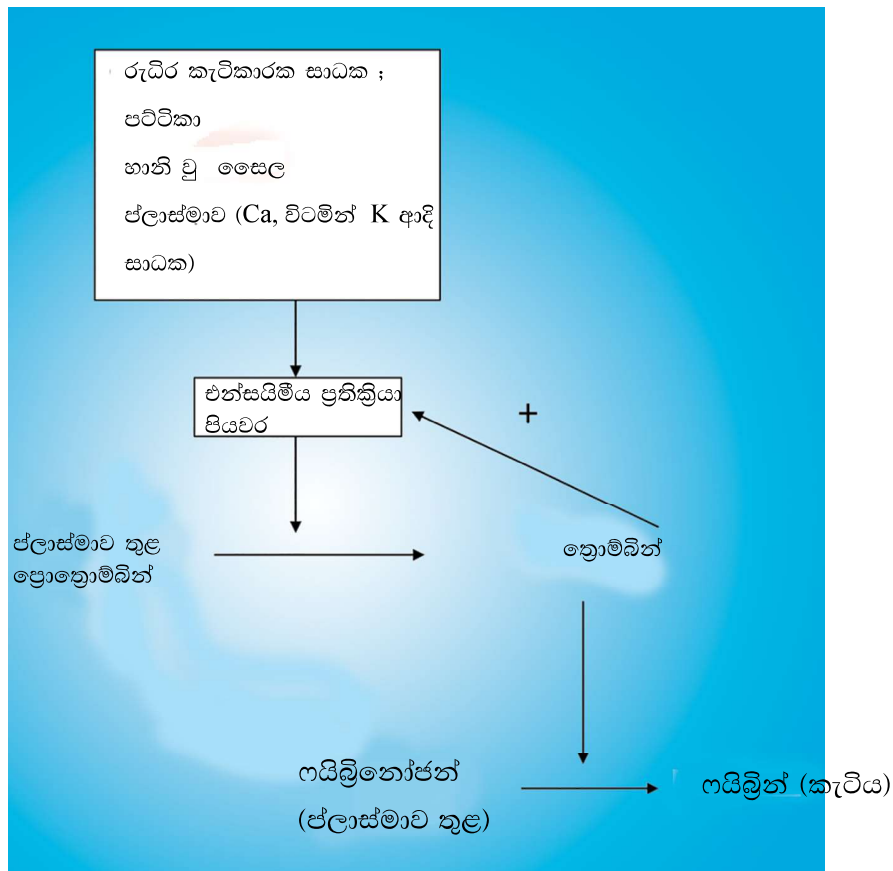 රුධිර කැටිකාරක සාධක ;
පට්ටිකා
හානි වු සෛල
ප්ලාස්මාව (Ca, විටමින් K ආදි
සාධක)
එන්සයිමීය ප්‍රතික්‍රියා
පියවර
+
ප්ලාස්මාව තුළ
ප්‍රොත්‍රොම්බින්
ත්‍රොම්බින්
ෆයිබ්‍රිනෝජන්
(ප්ලාස්මාව තුළ)
ෆයිබ්‍රින් (කැටිය)